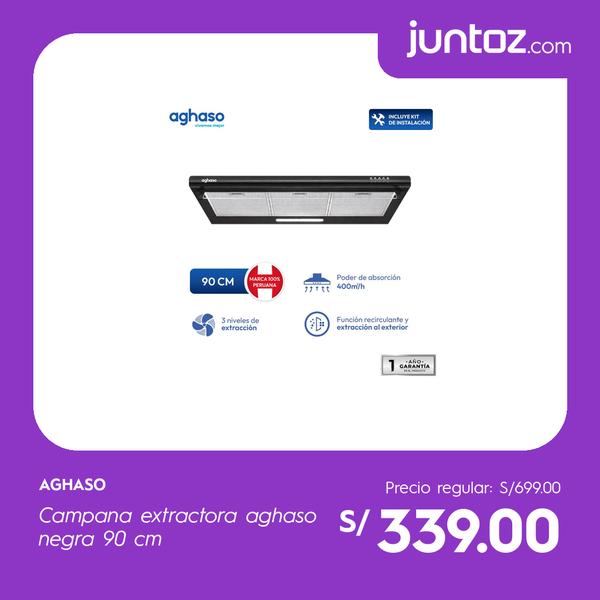 juntoz.com
aghaso
vivamos mejor
INCLUYE KIT
DE INSTALACIÓN
aghaso
90 CM
MARCA 100%
PERUANA
Poder de absorción
400m³/h
3 niveles de
extracción
Función recirculante y
extracción al exterior
1 AÑO
GARANTÍA
AGHASO
Campana extractora aghaso
negra 90 cm
Precio regular: S/699.00
S/ 339.00